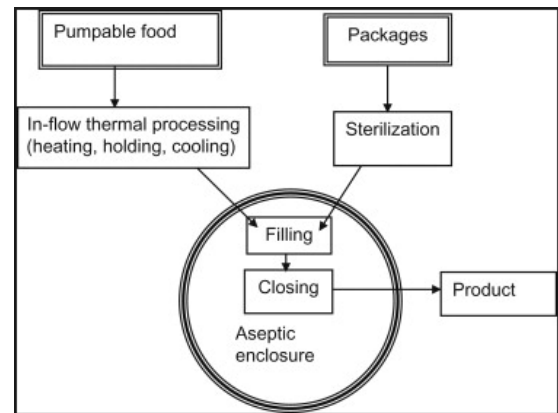 Pumpable food
Packages
In-flow thermal processing
(heating, holding, cooling)
Sterilization
Filling
Closing
Product
Aseptic
enclosure